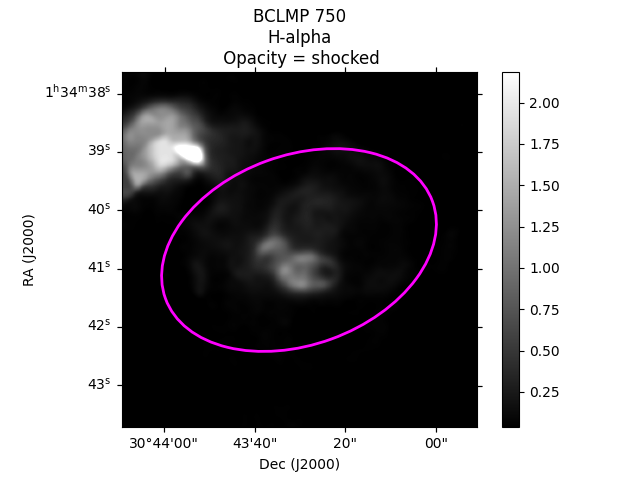 BCLMP 750
H-alpha
Opacity = shocked
1ʰ34ᵐ38ˢ
39ˢ
40ˢ
41ˢ
42ˢ
43ˢ
RA (J2000)
30°44'00" 43'40" 20" 00"
Dec (J2000)
2.00
1.75
1.50
1.25
1.00
0.75
0.50
0.25